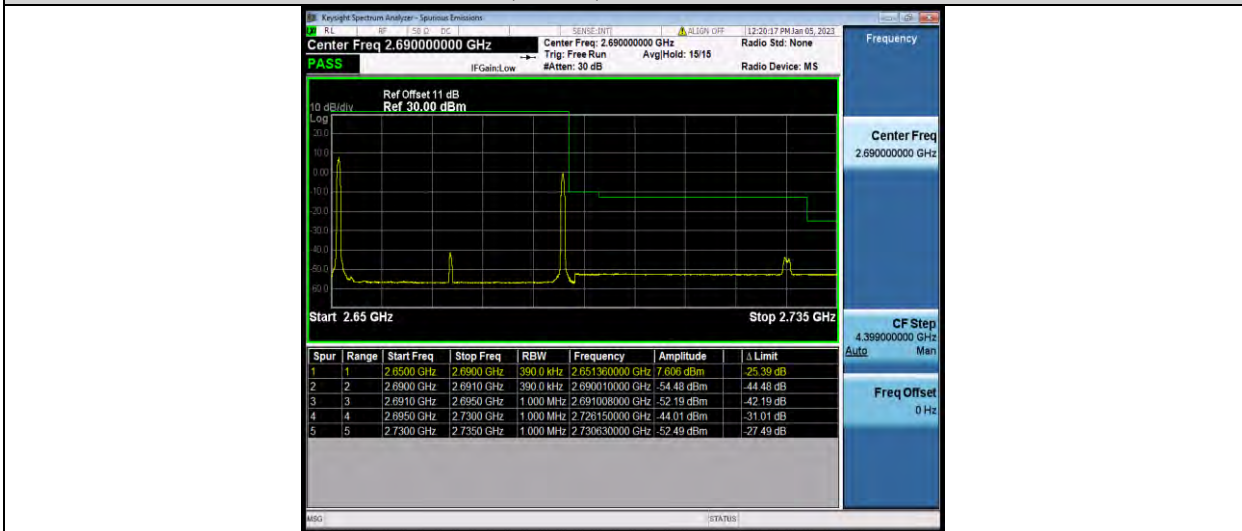 Keysight Spectrum Analyzer - Spurious Emissions
RL RF 50 Ω DC SENSE:INT ALIGN OFF 12:20:17 PM Jan 05, 2023
Center Freq 2.690000000 GHz Center Freq: 2.690000000 GHz Radio Std: None
Trig: Free Run Avg|Hold: 15/15
PASS IFGain:Low #Atten: 30 dB Radio Device: MS
Ref Offset 11 dB
10 dB/div Ref 30.00 dBm
Log
20.0
10.0
0.00
-10.0
-20.0
-30.0
-40.0
-50.0
-60.0
Start 2.65 GHz Stop 2.735 GHz
Spur Range Start Freq Stop Freq RBW Frequency Amplitude Δ Limit
1 1 2.6500 GHz 2.6900 GHz 390.0 kHz 2.651360000 GHz 7.606 dBm -25.39 dB
2 2 2.6900 GHz 2.6910 GHz 390.0 kHz 2.690010000 GHz -54.48 dBm -44.48 dB
3 3 2.6910 GHz 2.6950 GHz 1.000 MHz 2.691008000 GHz -52.19 dBm -42.19 dB
4 4 2.6950 GHz 2.7300 GHz 1.000 MHz 2.726150000 GHz -44.01 dBm -31.01 dB
5 5 2.7300 GHz 2.7350 GHz 1.000 MHz 2.730630000 GHz -52.49 dBm -27.49 dB
MSG STATUS
Frequency
Center Freq
2.690000000 GHz
CF Step
4.399000000 GHz
Auto Man
Freq Offset
0 Hz